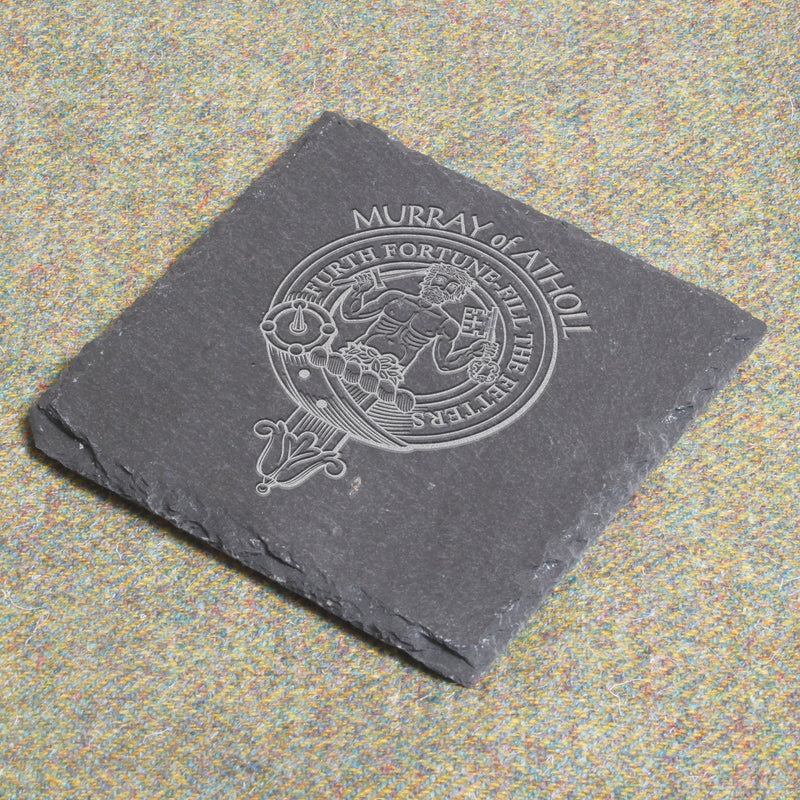 MURRAY of ATHOLL
FURTH FORTUNE-FILL THE FETTERS